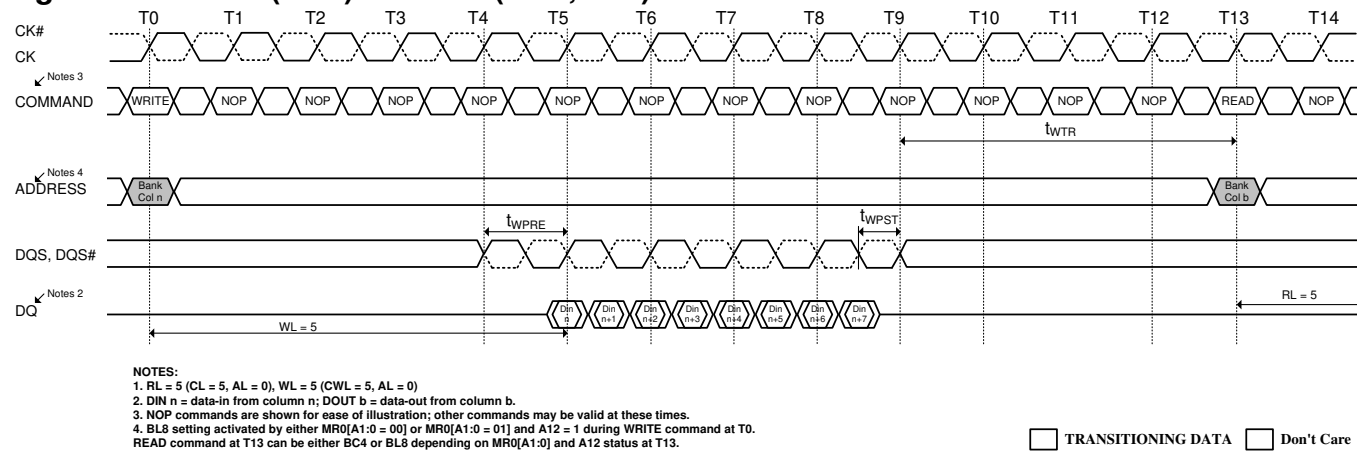 T0 T1 T2 T3 T4 T5 T6 T7 T8 T9 T10 T11 T12 T13 T14
CK#
CK
Notes 3
COMMAND WRITE NOP NOP NOP NOP NOP NOP NOP NOP NOP NOP NOP NOP READ NOP
tWTR
Notes 4
ADDRESS Bank Col n Bank Col b
tWPRE tWPST
DQS, DQS#
Notes 2
DQ Din n Din n+1 Din n+2 Din n+3 Din n+4 Din n+5 Din n+6 Din n+7 RL = 5
WL = 5
NOTES:
1. RL = 5 (CL = 5, AL = 0), WL = 5 (CWL = 5, AL = 0)
2. DIN n = data-in from column n; DOUT b = data-out from column b.
3. NOP commands are shown for ease of illustration; other commands may be valid at these times.
4. BL8 setting activated by either MR0[A1:0 = 00] or MR0[A1:0 = 01] and A12 = 1 during WRITE command at T0.
READ command at T13 can be either BC4 or BL8 depending on MR0[A1:0] and A12 status at T13.
TRANSITIONING DATA Don't Care